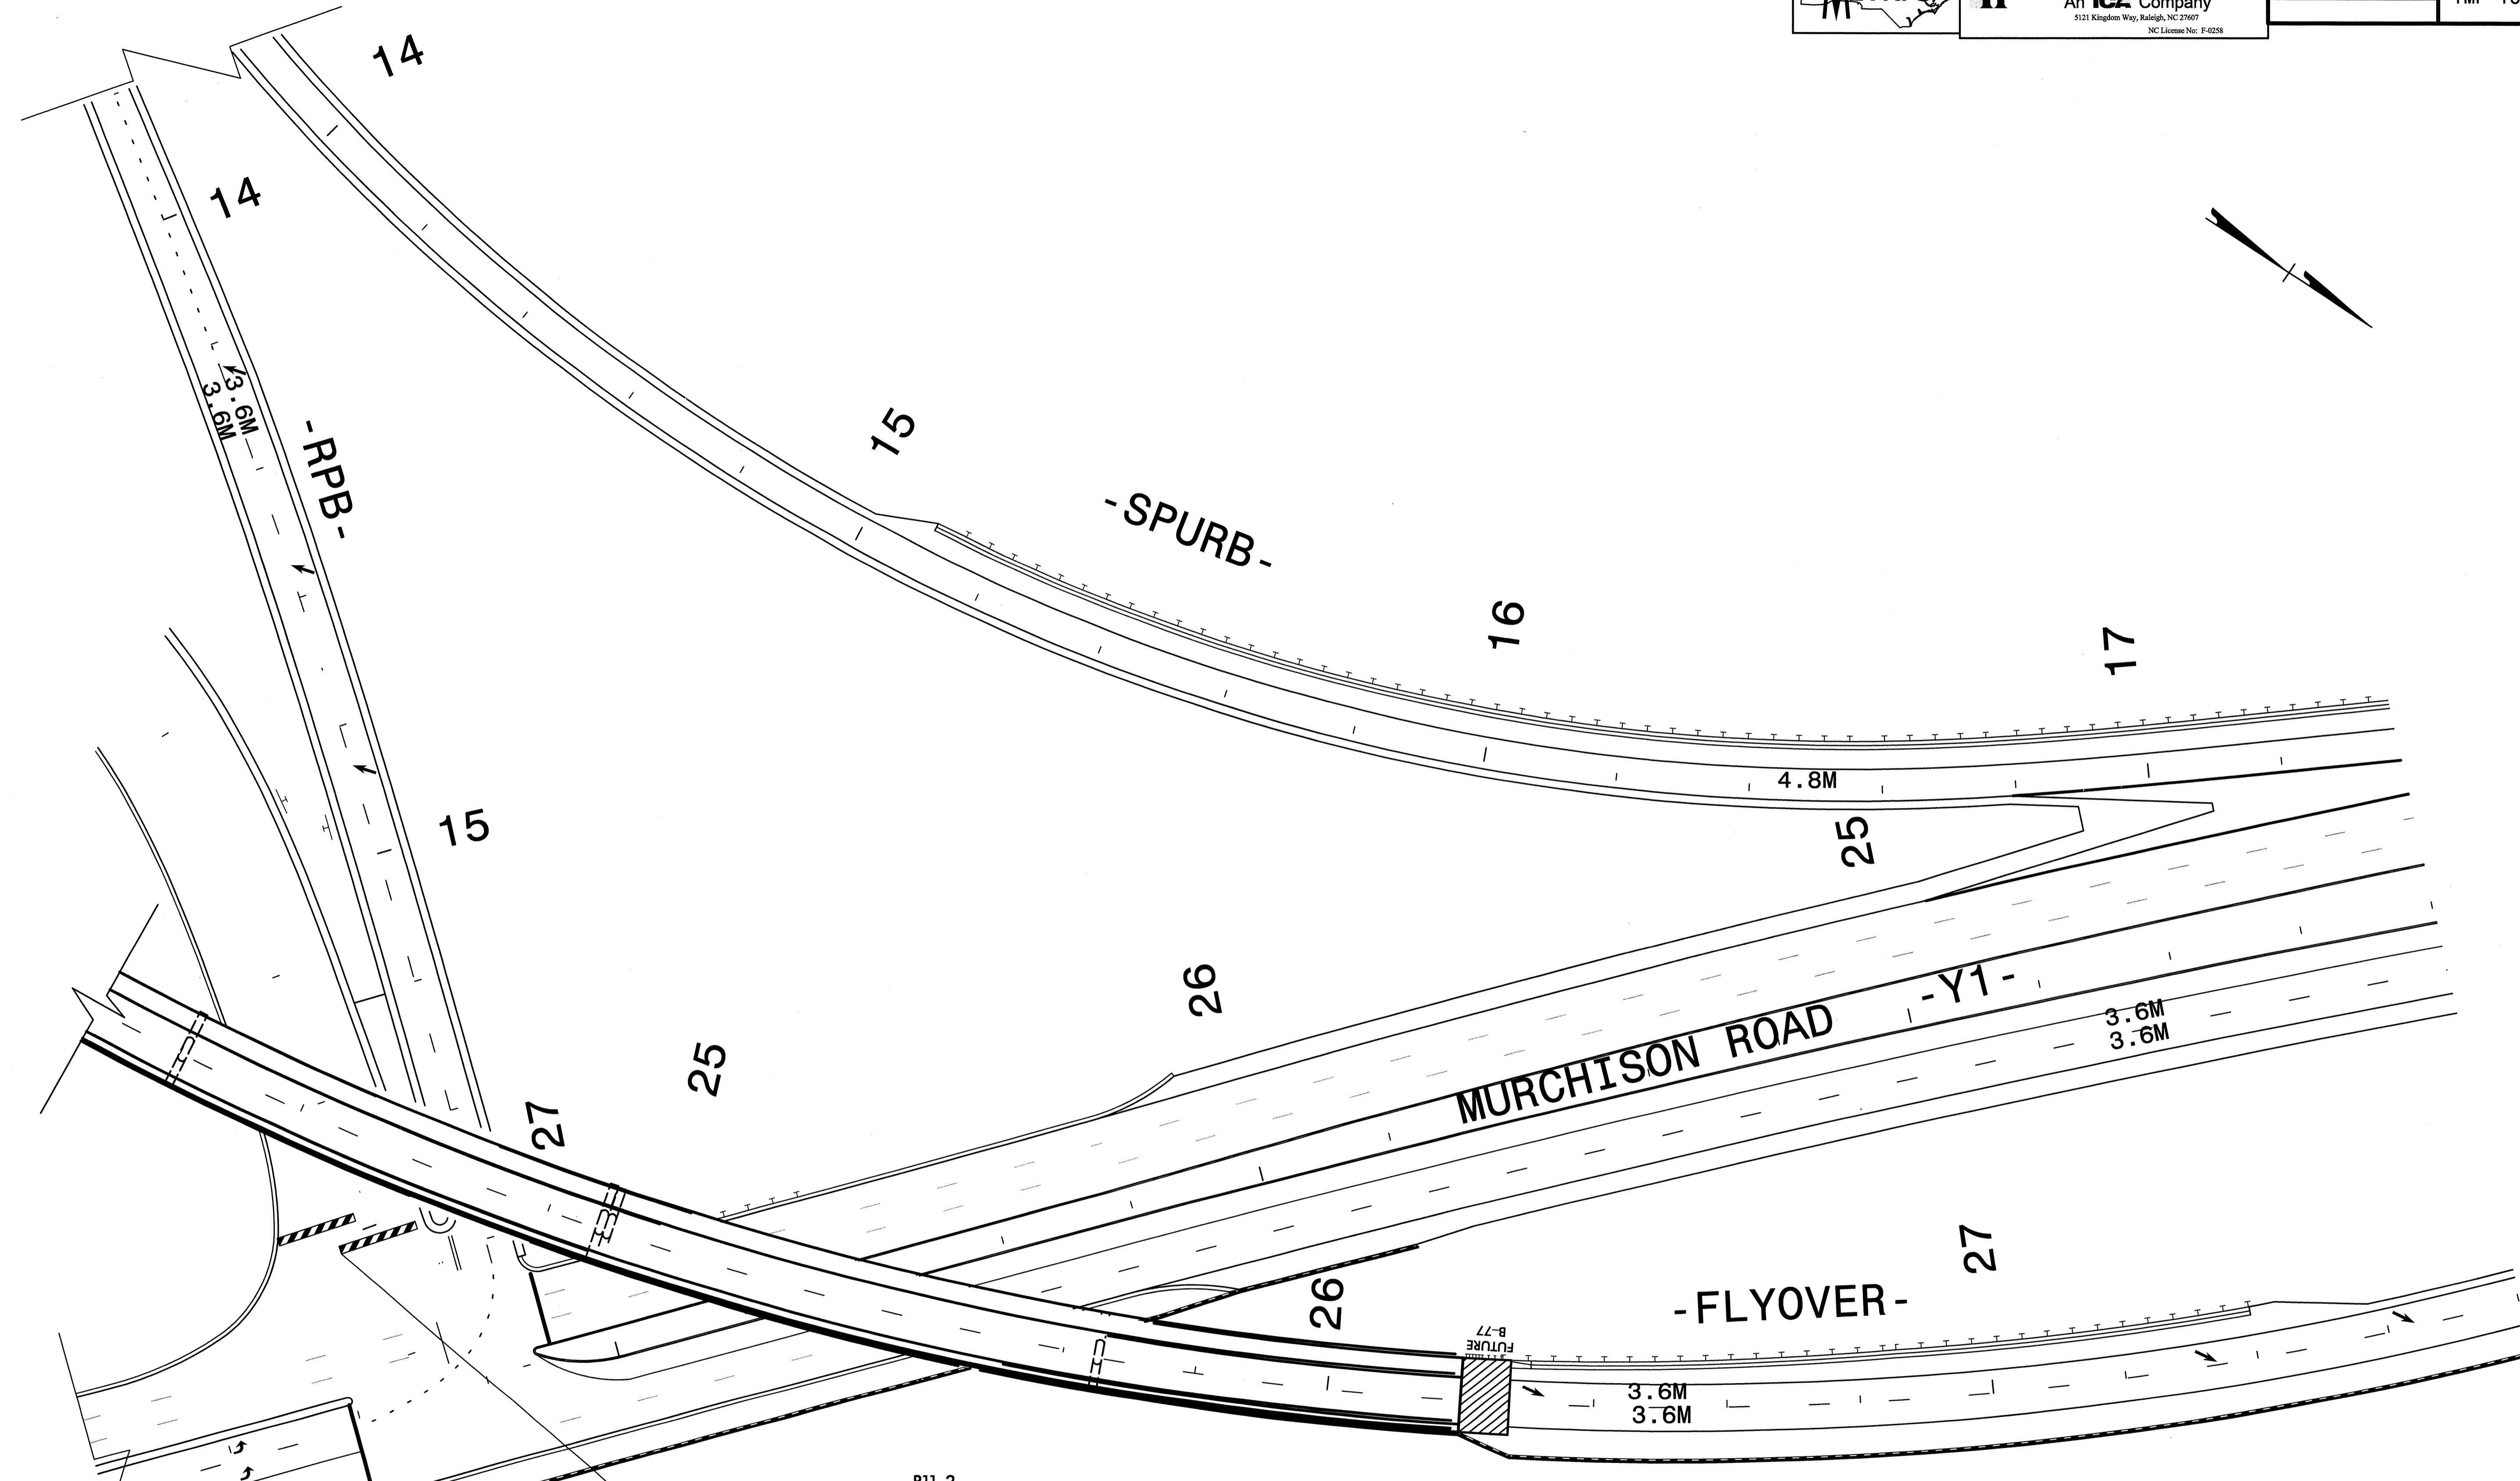 An ICA Company
5121 Kingdom Way, Raleigh, NC 27607
NC License No: F-0258
14
14
3.6M
3.6M
-RPB-
15
-SPURB-
16
17
4.8M
15
25
26
-Y1-
MURCHISON ROAD
3.6M
3.6M
25
27
26
27
-FLYOVER-
FUTURE
B-77
3.6M
3.6M